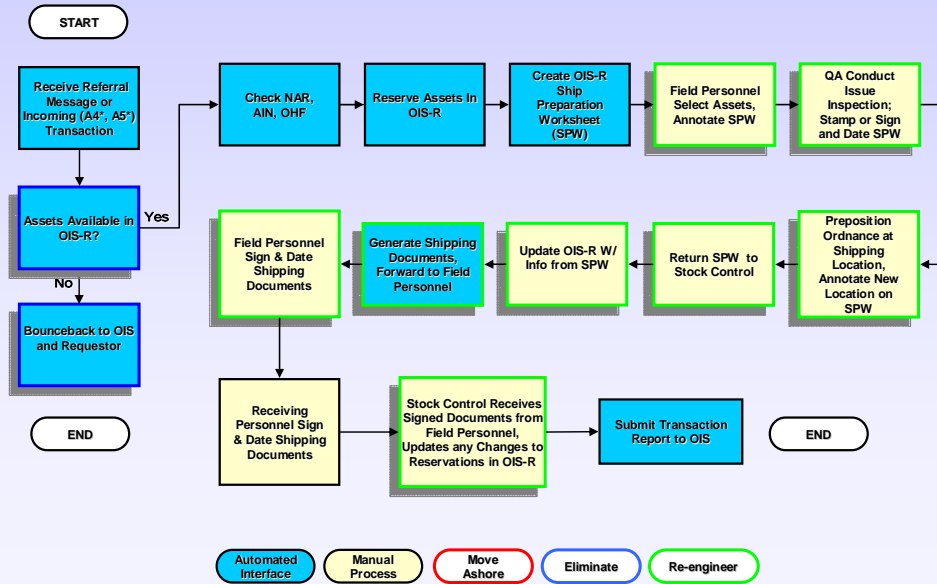 START
Receive Referral
Message or
Incoming (A4*, A5*)
Transaction
Assets Available in
OIS-R?
Yes
No
Bounceback to OIS
and Requestor
END
Check NAR,
AIN, OHF
Reserve Assets In
OIS-R
Create OIS-R
Ship
Preparation
Worksheet
(SPW)
Field Personnel
Select Assets,
Annotate SPW
QA Conduct
Issue
Inspection;
Stamp or Sign
and Date SPW
Preposition
Ordnance at
Shipping
Location,
Annotate New
Location on
SPW
Return SPW to
Stock Control
Update OIS-R W/
Info from SPW
Generate Shipping
Documents,
Forward to Field
Personnel
Field Personnel
Sign & Date
Shipping
Documents
Receiving
Personnel Sign
& Date Shipping
Documents
Stock Control Receives
Signed Documents from
Field Personnel,
Updates any Changes to
Reservations in OIS-R
Submit Transaction
Report to OIS
END
Automated
Interface
Manual
Process
Move
Ashore
Eliminate
Re-engineer